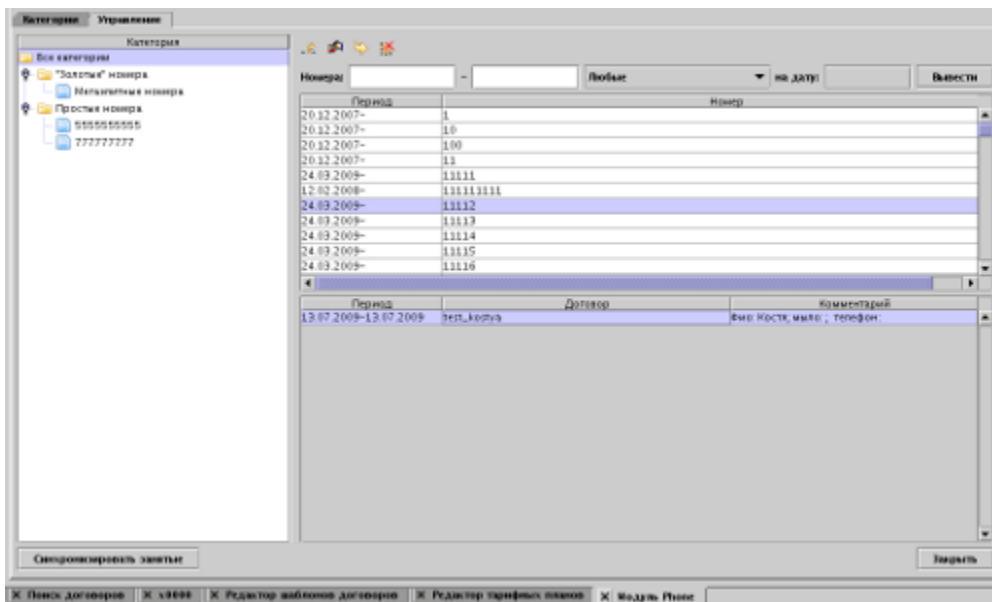 Категории Управление
Категория
Все категории
"Золотые" номера
номера
Простые номера
5555555555
777777777
Номера: – Любые на дату: Вывести
Период Номер
20.12.2007– 1
20.12.2007– 10
20.12.2007– 100
20.12.2007– 11
24.03.2009– 11111
12.02.2008– 111111111
24.03.2009– 11112
24.03.2009– 11113
24.03.2009– 11114
24.03.2009– 11115
24.03.2009– 11116
Период Договор Комментарий
13.07.2009–13.07.2009 test_kostya Фио: Костя; мыло: ; телефон:
Синхронизировать занятые Закрыть
Поиск договоров v0000 Редактор шаблонов договоров Редактор тарифных планов Модуль Phone